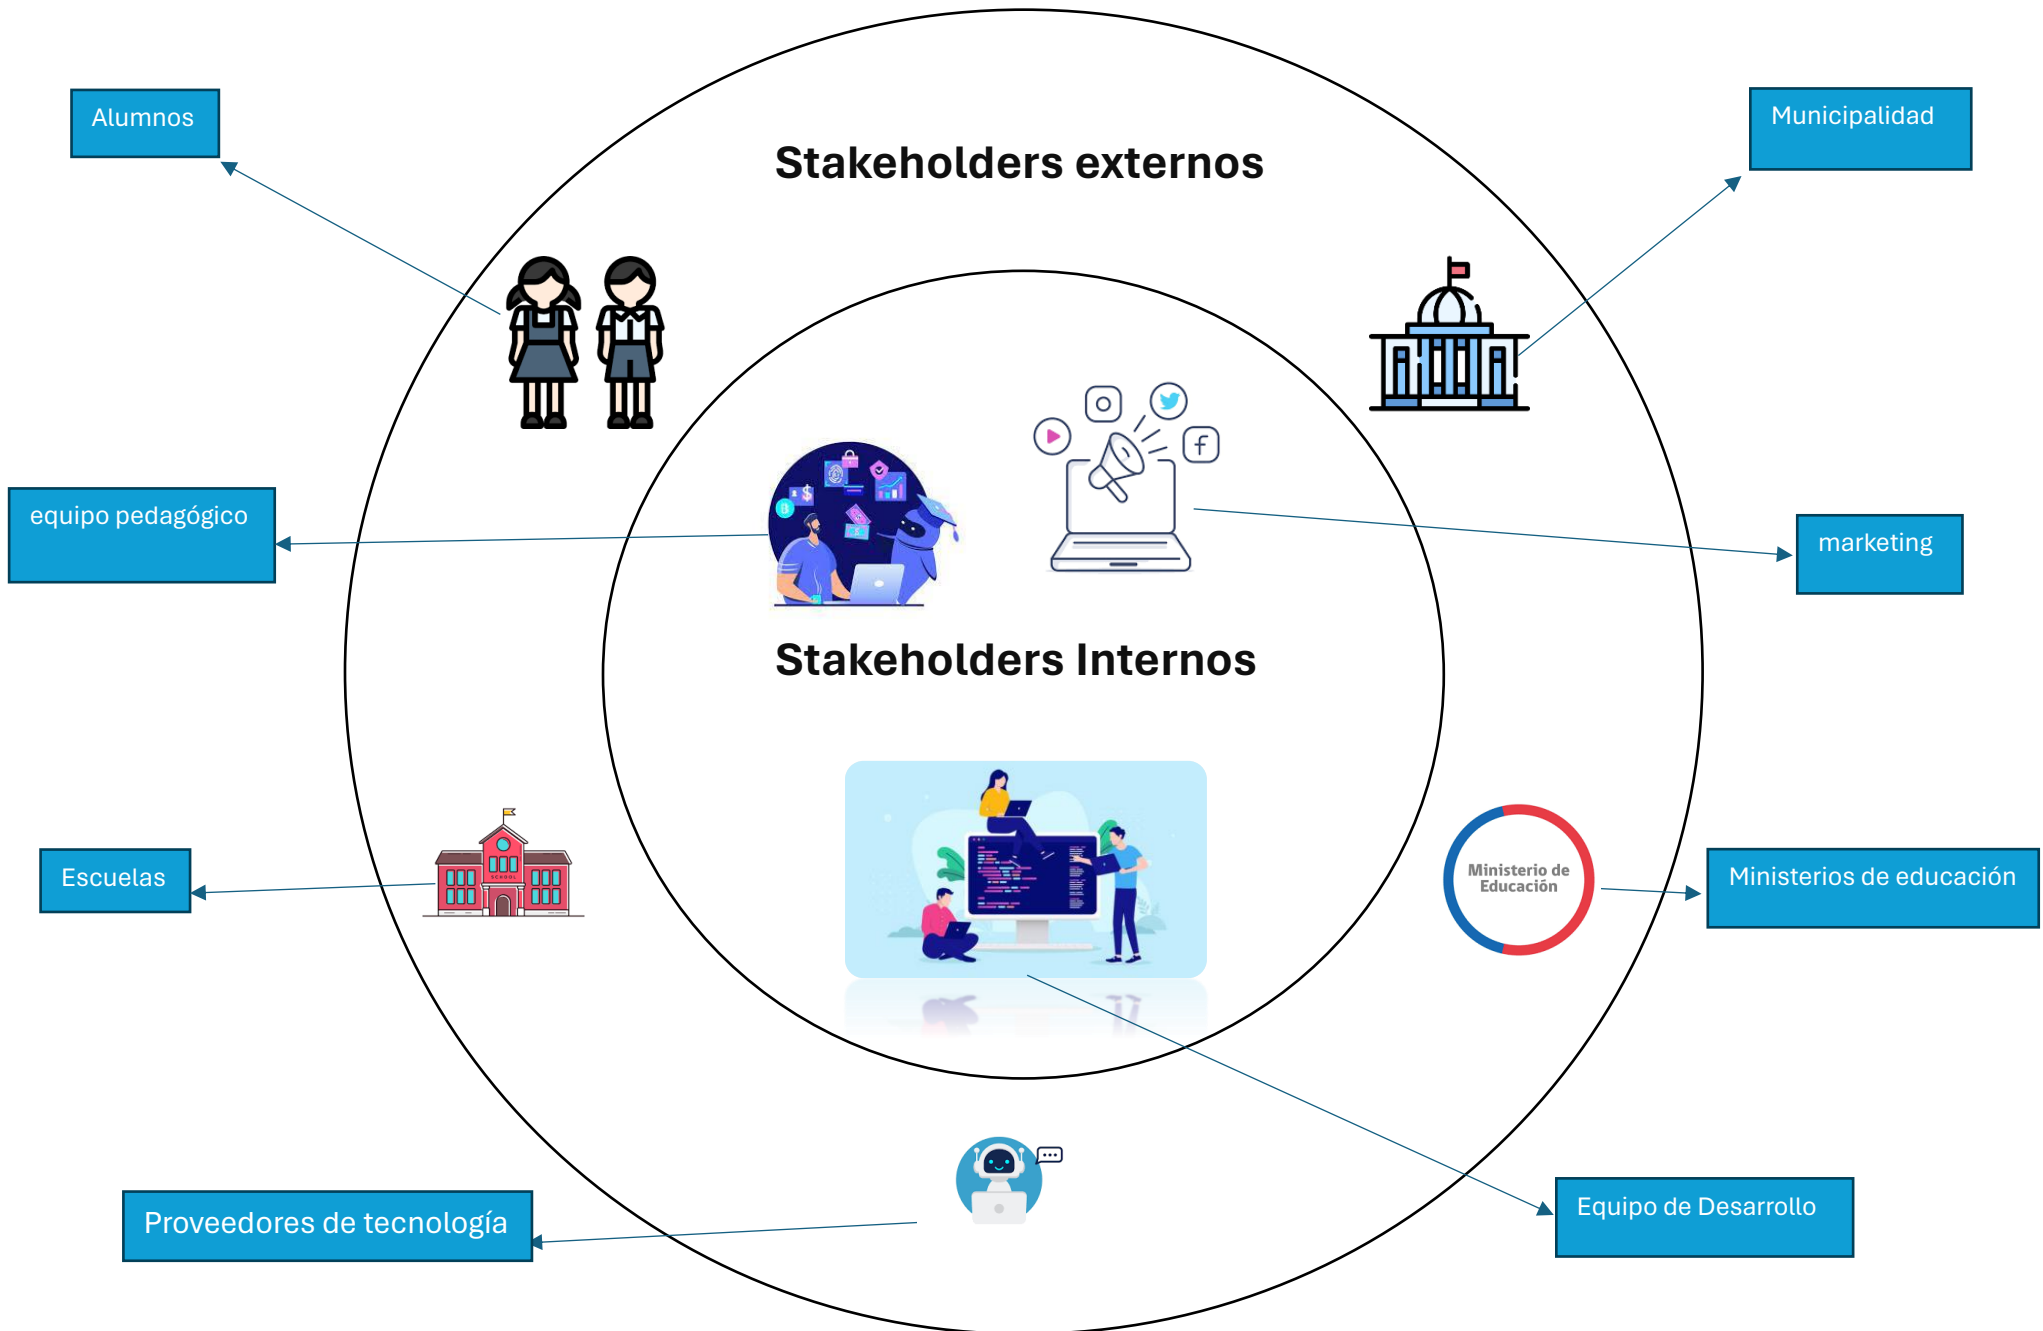 Alumnos
Municipalidad
Stakeholders externos
equipo pedagógico
marketing
Stakeholders Internos
Escuelas
SCHOOL
Ministerio de
Educación
Ministerios de educación
Proveedores de tecnología
Equipo de Desarrollo